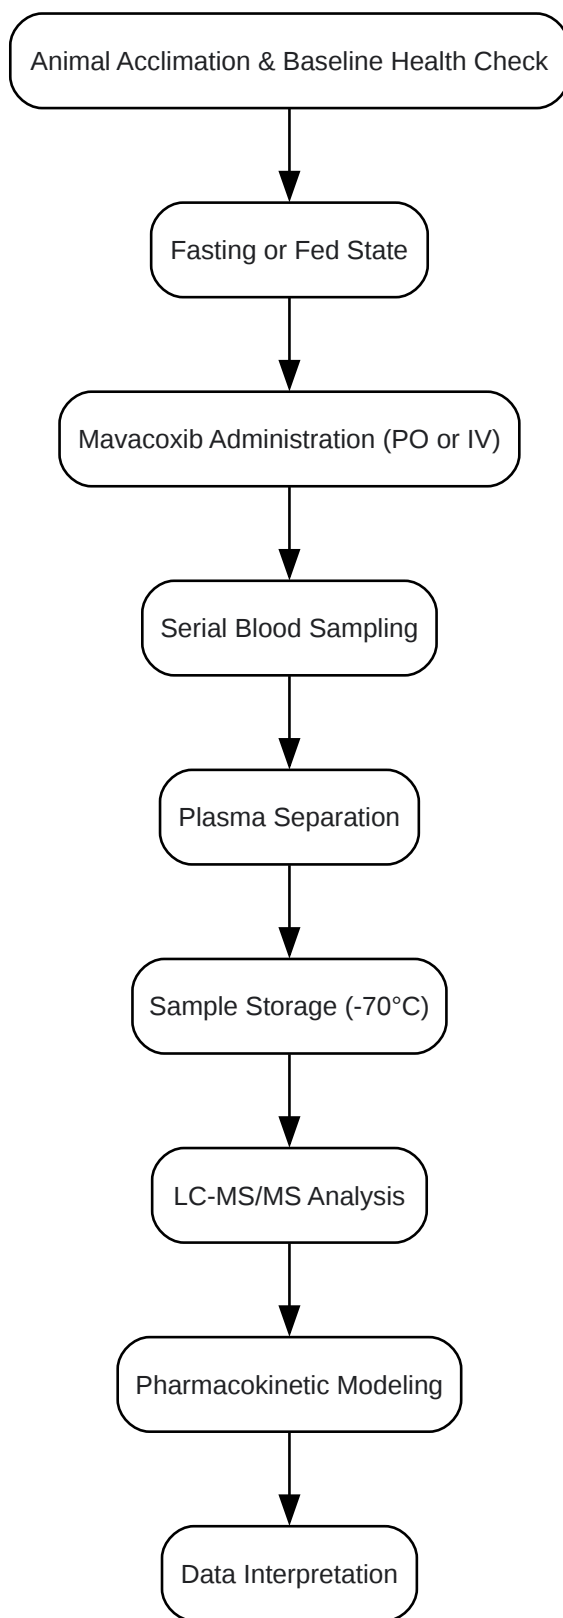 Animal Acclimation & Baseline Health Check
Fasting or Fed State
Mavacoxib Administration (PO or IV)
Serial Blood Sampling
Plasma Separation
Sample Storage (-70°C)
LC-MS/MS Analysis
Pharmacokinetic Modeling
Data Interpretation